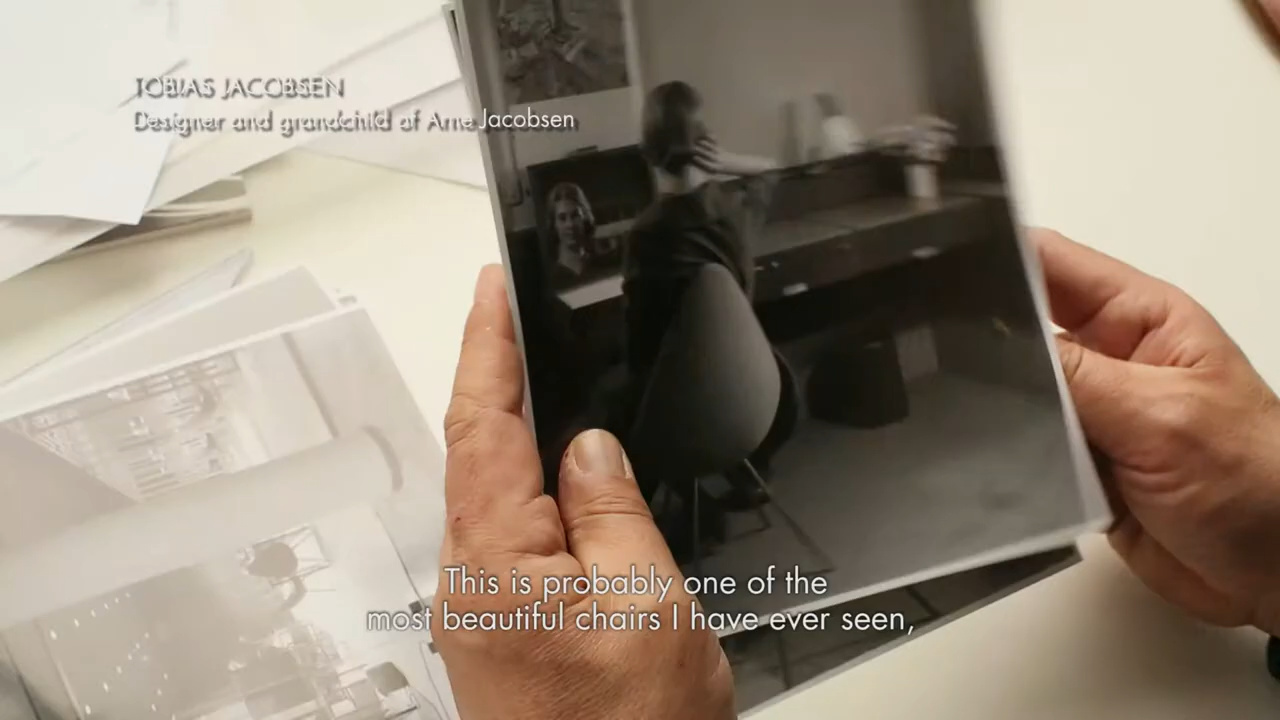 TOBIAS JACOBSEN
Designer and grandchild of Arne Jacobsen
This is probably one of the
most beautiful chairs I have ever seen,